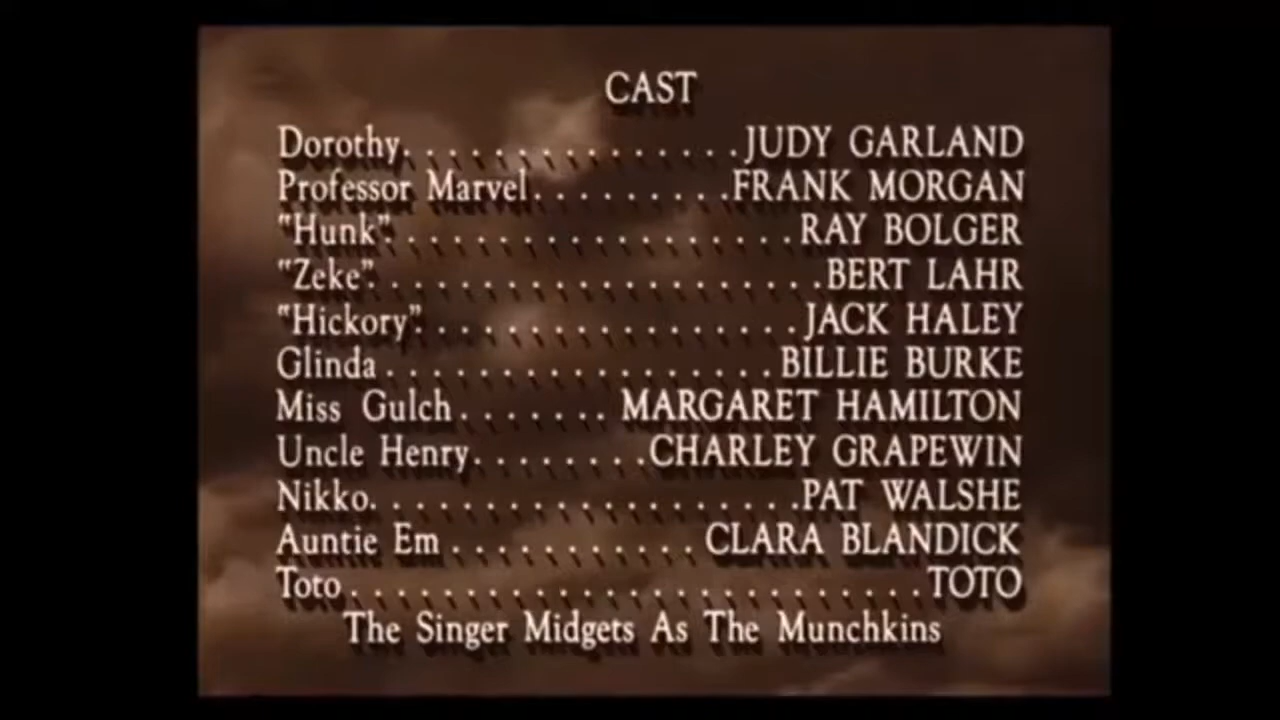 CAST
Dorothy. . . . . . . . . . . . . . . .JUDY GARLAND
Professor Marvel. . . . . . . . . .FRANK MORGAN
"Hunk". . . . . . . . . . . . . . . . . . .RAY BOLGER
"Zeke". . . . . . . . . . . . . . . . . . . . .BERT LAHR
"Hickory". . . . . . . . . . . . . . . . . .JACK HALEY
Glinda . . . . . . . . . . . . . . . . . . BILLIE BURKE
Miss Gulch . . . . . . . MARGARET HAMILTON
Uncle Henry. . . . . . . . .CHARLEY GRAPEWIN
Nikko. . . . . . . . . . . . . . . . . . . . .PAT WALSHE
Auntie Em . . . . . . . . . . . CLARA BLANDICK
Toto . . . . . . . . . . . . . . . . . . . . . . . . . . TOTO
The Singer Midgets As The Munchkins